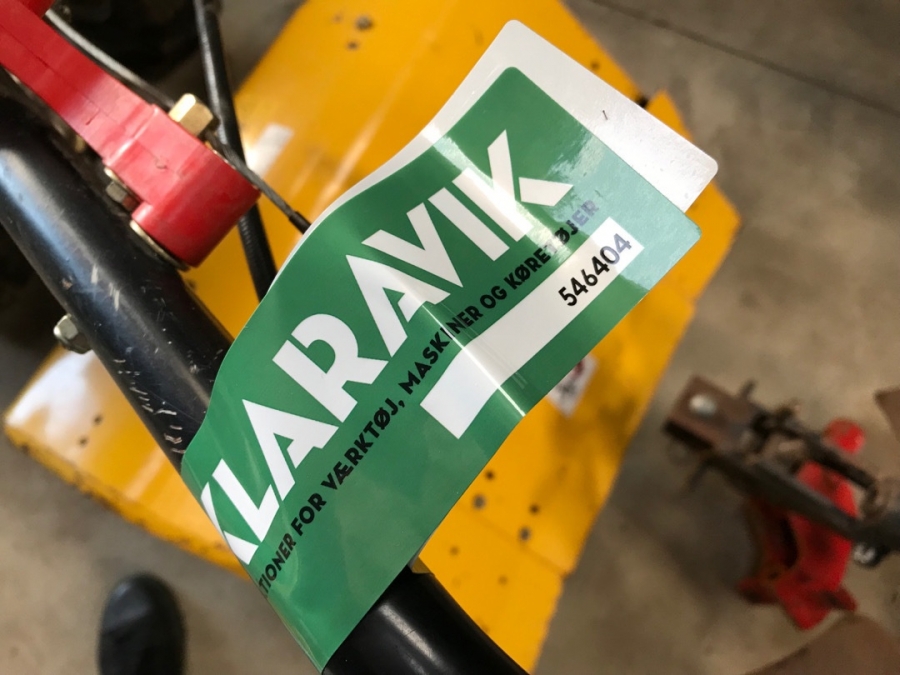 KLARAVIK
TIONER FOR VÆRKTØJ, MASKINER OG KØRETØJER
546404